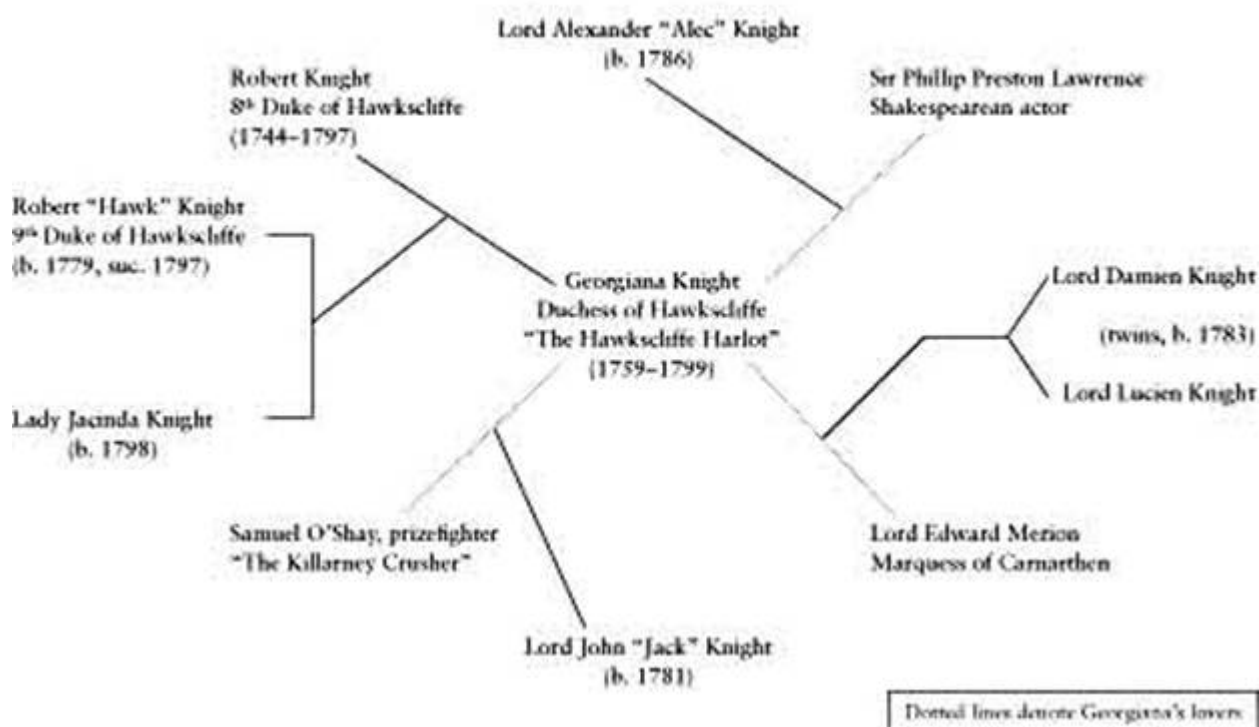 Lord Alexander “Alec” Knight
(b. 1786)
Robert Knight
8th Duke of Hawkscliffe
(1744–1797)
Sir Phillip Preston Lawrence
Shakespearean actor
Robert “Hawk” Knight
9th Duke of Hawkscliffe
(b. 1779, suc. 1797)
Georgiana Knight
Duchess of Hawkscliffe
“The Hawkscliffe Harlot”
(1759–1799)
Lord Damien Knight
(twins, b. 1783)
Lord Lucien Knight
Lady Jacinda Knight
(b. 1798)
Samuel O’Shay, prizefighter
“The Killarney Crusher”
Lord Edward Merion
Marquess of Carnarthen
Lord John “Jack” Knight
(b. 1781)
Dotted lines denote Georgiana’s lovers